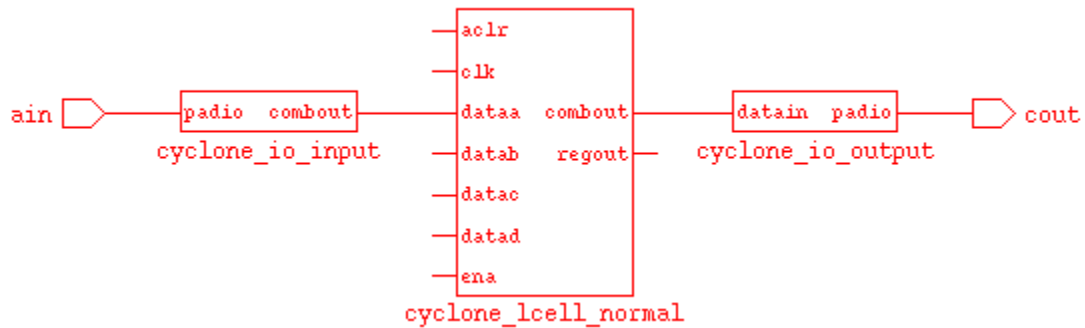 aclr
clk
ain padio combout dataa combout datain padio cout
cyclone_io_input datab regout cyclone_io_output
datac
datad
ena
cyclone_lcell_normal